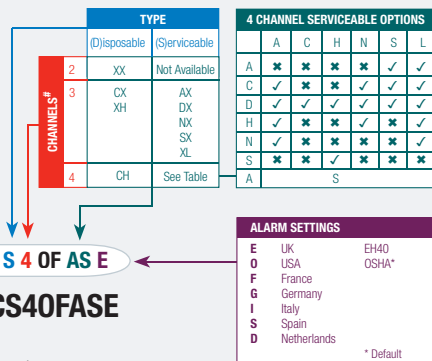 TYPE
(D)isposable (S)erviceable
CHANNELS#
2 XX Not Available
3 CX AX
XH DX
NX
SX
XL
4 CH See Table
4 CHANNEL SERVICEABLE OPTIONS
A C H N S L
A ✖ ✖ ✖ ✖ ✓ ✓
C ✓ ✖ ✖ ✓ ✓ ✓
D ✓ ✓ ✓ ✓ ✓ ✓
H ✓ ✖ ✖ ✓ ✖ ✓
N ✓ ✖ ✖ ✖ ✖ ✓
S ✖ ✖ ✓ ✖ ✖ ✖
A S
S 4 OF AS E
CS4OFASE
ALARM SETTINGS
E UK EH40
O USA OSHA*
F France
G Germany
I Italy
S Spain
D Netherlands
* Default